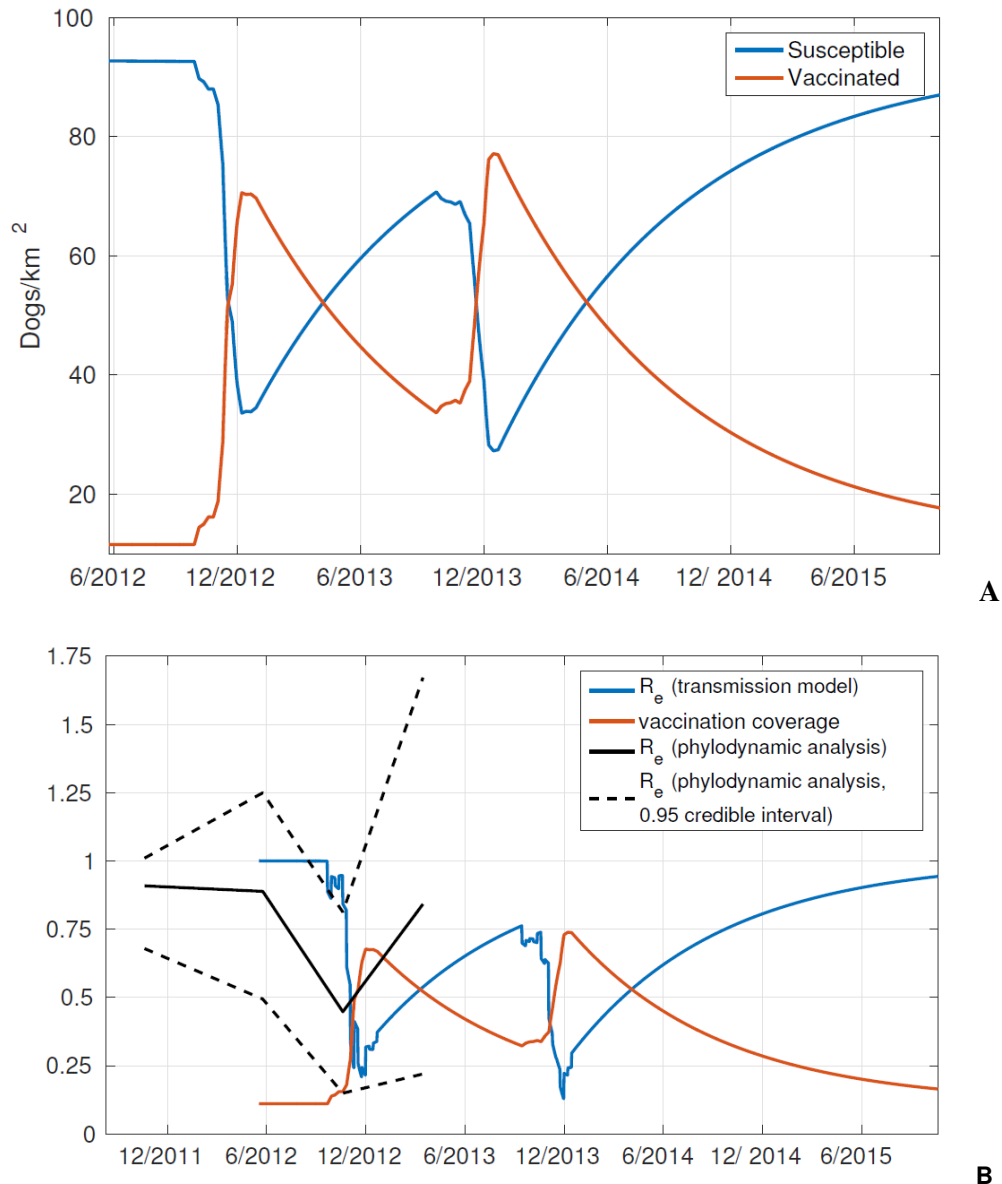 100
80
60
40
20
Dogs/km 2
Susceptible
Vaccinated
6/2012 12/2012 6/2013 12/2013 6/2014 12/ 2014 6/2015
A
1.75
1.5
1.25
1
0.75
0.5
0.25
0
R e (transmission model)
vaccination coverage
R e (phylodynamic analysis)
R e (phylodynamic analysis,
0.95 credible interval)
12/2011 6/2012 12/2012 6/2013 12/2013 6/2014 12/ 2014 6/2015
B